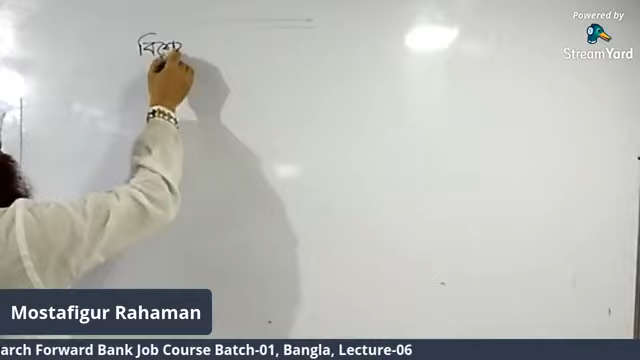 Powered by
StreamYard
বিশে
Mostafigur Rahaman
arch Forward Bank Job Course Batch-01, Bangla, Lecture-06